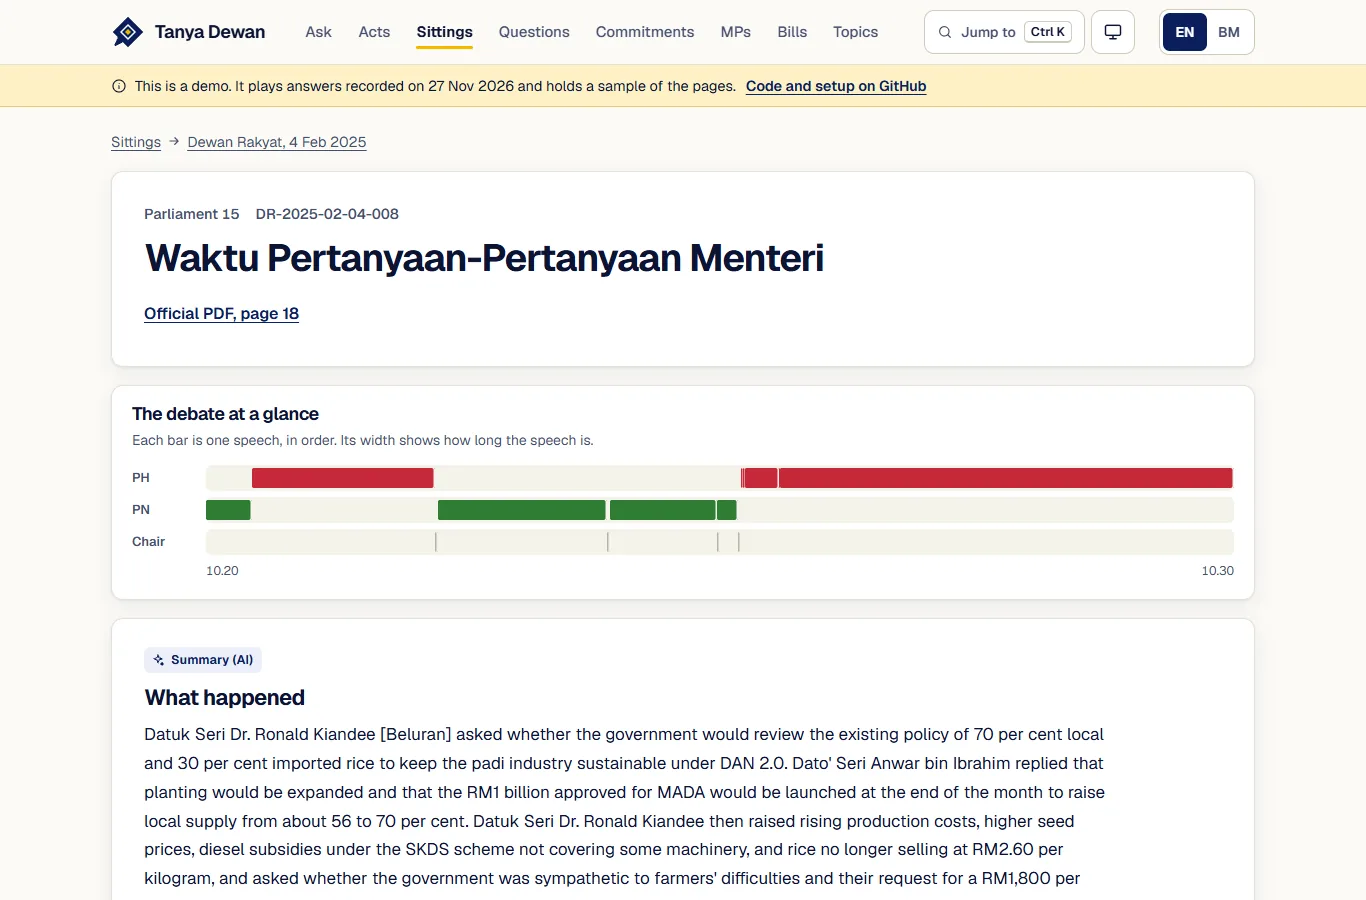 Tanya Dewan
Ask
Acts
Sittings
Questions
Commitments
MPs
Bills
Topics
Jump to
Ctrl K
EN
BM
This is a demo. It plays answers recorded on 27 Nov 2026 and holds a sample of the pages. Code and setup on GitHub
Sittings → Dewan Rakyat, 4 Feb 2025
Parliament 15 DR-2025-02-04-008
Waktu Pertanyaan-Pertanyaan Menteri
Official PDF, page 18
The debate at a glance
Each bar is one speech, in order. Its width shows how long the speech is.
PH
PN
Chair
10.20
10.30
Summary (AI)
What happened
Datuk Seri Dr. Ronald Kiandee [Beluran] asked whether the government would review the existing policy of 70 per cent local
and 30 per cent imported rice to keep the padi industry sustainable under DAN 2.0. Dato' Seri Anwar bin Ibrahim replied that
planting would be expanded and that the RM1 billion approved for MADA would be launched at the end of the month to raise
local supply from about 56 to 70 per cent. Datuk Seri Dr. Ronald Kiandee then raised rising production costs, higher seed
prices, diesel subsidies under the SKDS scheme not covering some machinery, and rice no longer selling at RM2.60 per
kilogram, and asked whether the government was sympathetic to farmers' difficulties and their request for a RM1,800 per